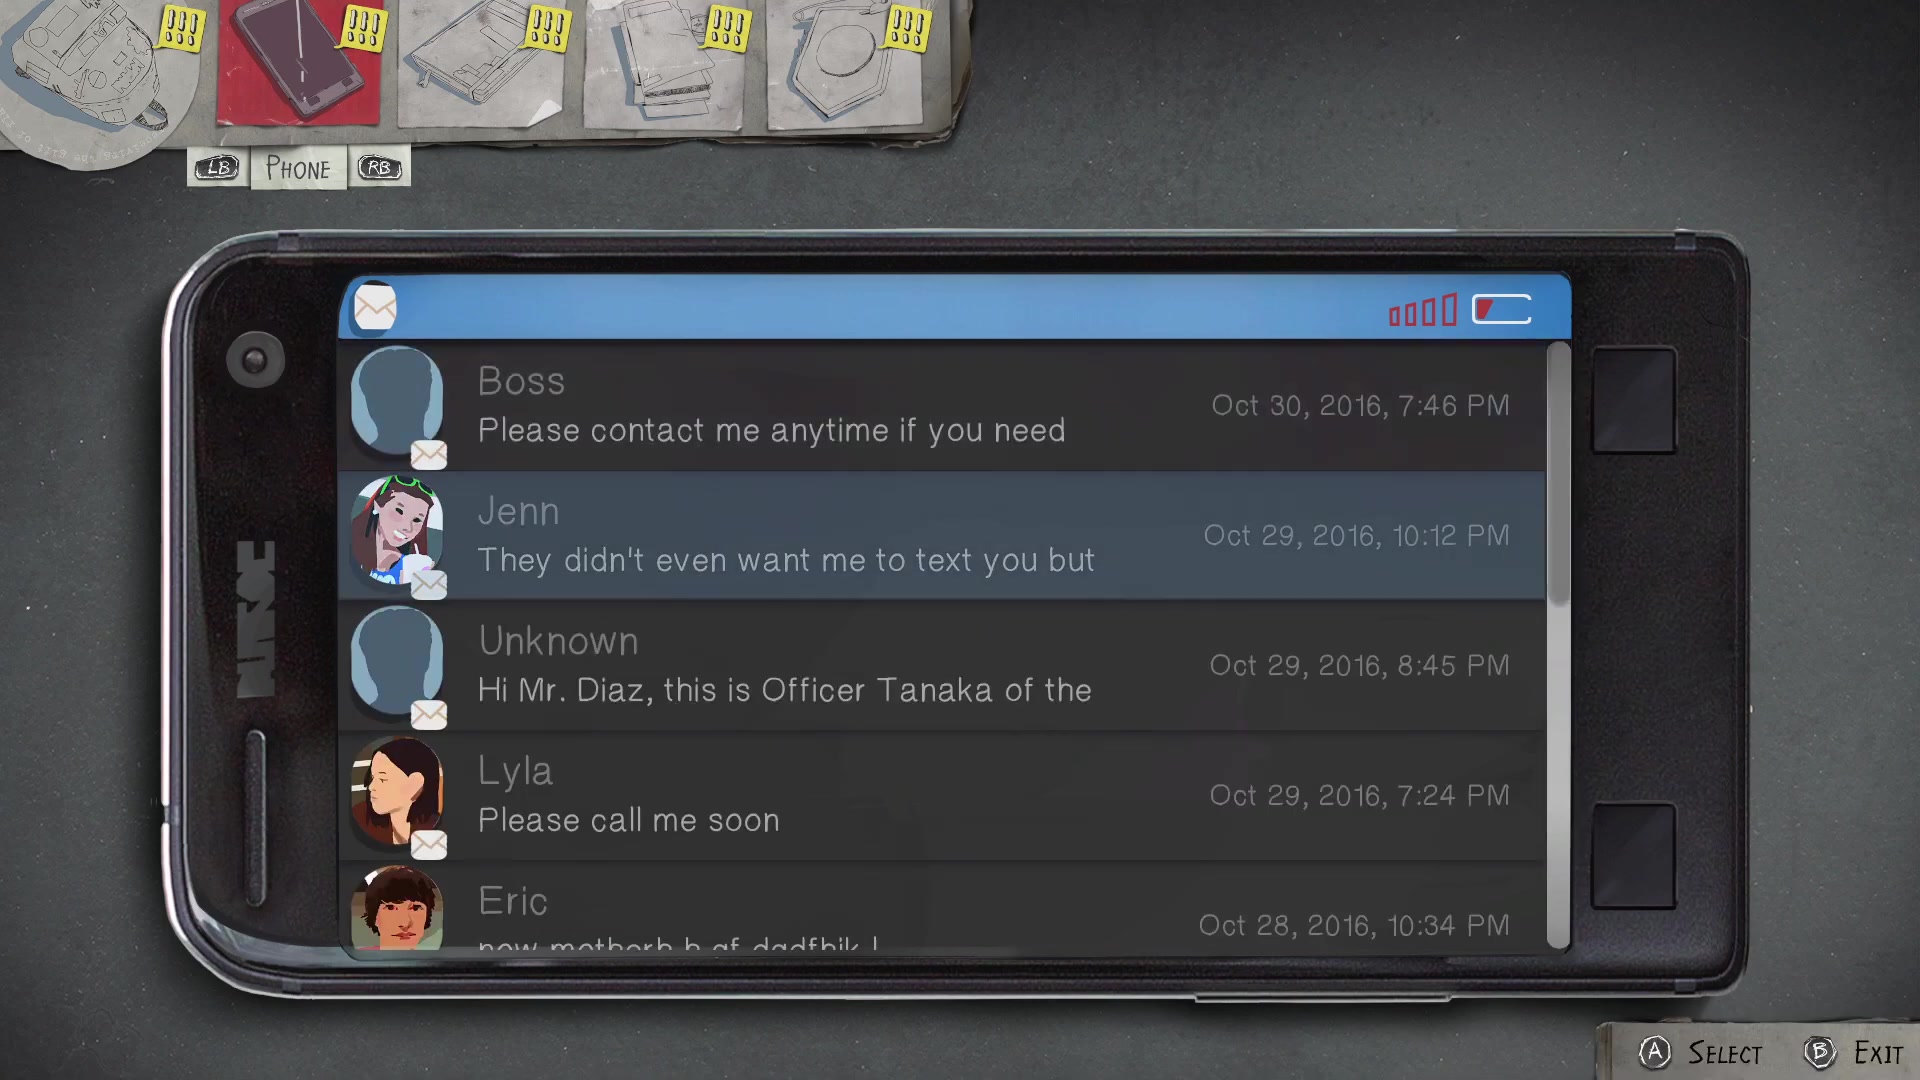 LB PHONE RB
Boss
Please contact me anytime if you need
Oct 30, 2016, 7:46 PM
Jenn
They didn't even want me to text you but
Oct 29, 2016, 10:12 PM
Unknown
Hi Mr. Diaz, this is Officer Tanaka of the
Oct 29, 2016, 8:45 PM
Lyla
Please call me soon
Oct 29, 2016, 7:24 PM
Eric
Oct 28, 2016, 10:34 PM
A SELECT B EXIT